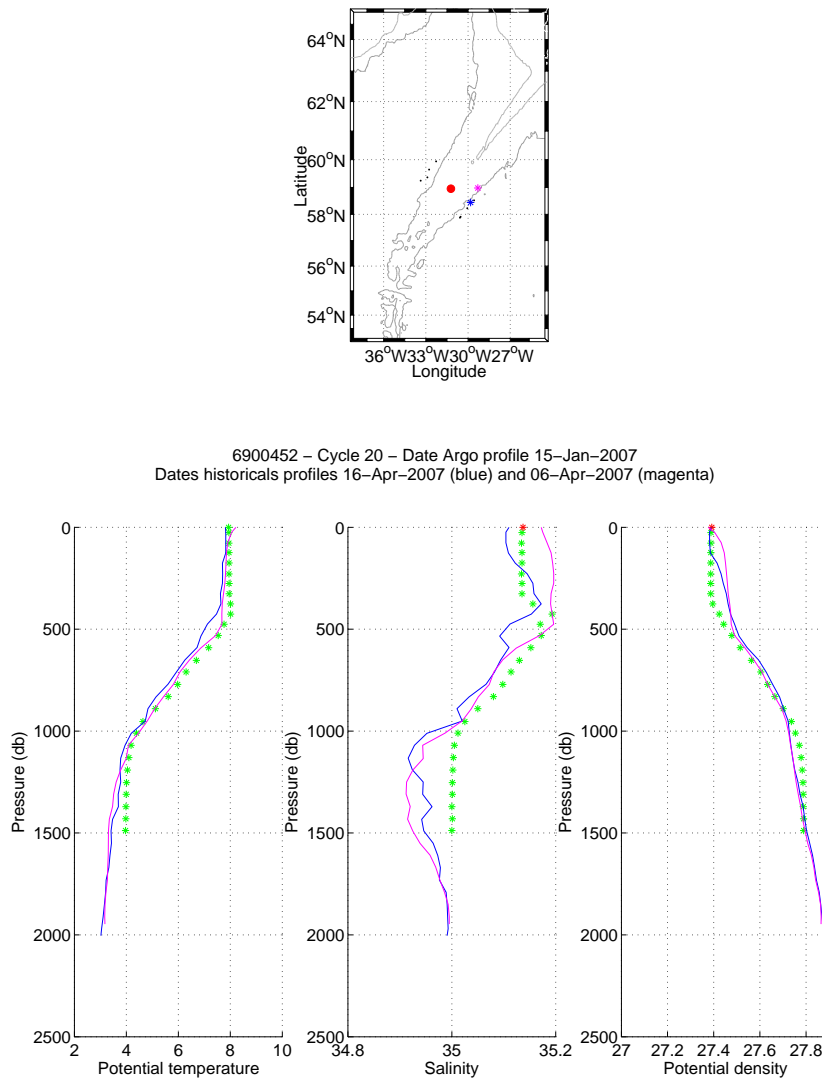 64°N
62°N
60°N
58°N
56°N
54°N
Latitude
36°W33°W30°W27°W
Longitude
6900452 − Cycle 20 − Date Argo profile 15−Jan−2007
Dates historicals profiles 16−Apr−2007 (blue) and 06−Apr−2007 (magenta)
0
500
1000
1500
2000
2500
Pressure (db)
2 4 6 8 10
Potential temperature
0
500
1000
1500
2000
2500
Pressure (db)
34.8 35 35.2
Salinity
0
500
1000
1500
2000
2500
Pressure (db)
27 27.2 27.4 27.6 27.8
Potential density